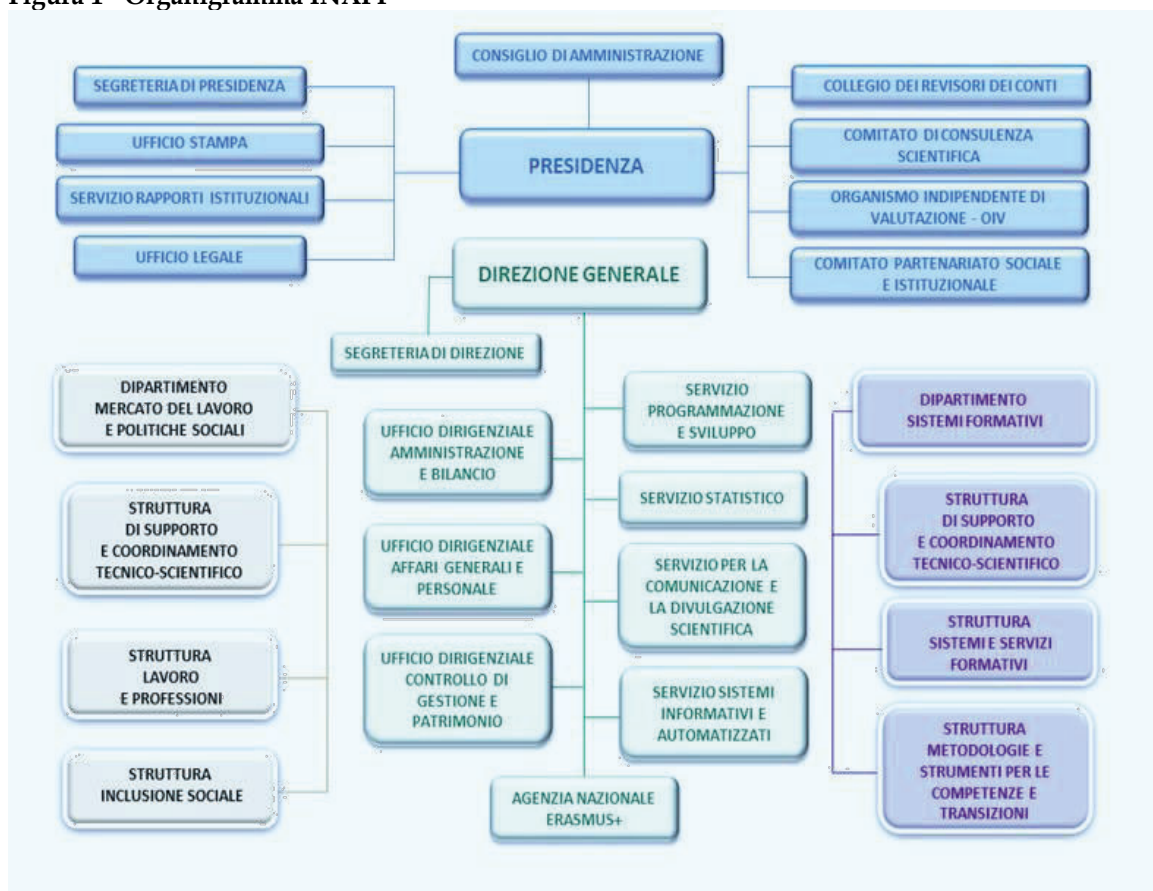 Figura 1 - Organigramma INAPP
CONSIGLIO DI AMMINISTRAZIONE
SEGRETERIA DI PRESIDENZA
UFFICIO STAMPA
SERVIZIO RAPPORTI ISTITUZIONALI
UFFICIO LEGALE
PRESIDENZA
COLLEGIO DEI REVISORI DEI CONTI
COMITATO DI CONSULENZA
SCIENTIFICA
ORGANISMO INDIPENDENTE DI
VALUTAZIONE - OIV
COMITATO PARTENARIATO SOCIALE
E ISTITUZIONALE
DIREZIONE GENERALE
SEGRETERIA DI DIREZIONE
DIPARTIMENTO
MERCATO DEL LAVORO
E POLITICHE SOCIALI
STRUTTURA
DI SUPPORTO
E COORDINAMENTO
TECNICO-SCIENTIFICO
STRUTTURA
LAVORO
E PROFESSIONI
STRUTTURA
INCLUSIONE SOCIALE
UFFICIO DIRIGENZIALE
AMMINISTRAZIONE
E BILANCIO
UFFICIO DIRIGENZIALE
AFFARI GENERALI E
PERSONALE
UFFICIO DIRIGENZIALE
CONTROLLO DI
GESTIONE E
PATRIMONIO
SERVIZIO
PROGRAMMAZIONE
E SVILUPPO
SERVIZIO STATISTICO
SERVIZIO PER LA
COMUNICAZIONE E
LA DIVULGAZIONE
SCIENTIFICA
SERVIZIO SISTEMI
INFORMATIVI E
AUTOMATIZZATI
AGENZIA NAZIONALE
ERASMUS+
DIPARTIMENTO
SISTEMI FORMATIVI
STRUTTURA
DI SUPPORTO
E COORDINAMENTO
TECNICO-SCIENTIFICO
STRUTTURA
SISTEMI E SERVIZI
FORMATIVI
STRUTTURA
METODOLOGIE E
STRUMENTI PER LE
COMPETENZE E
TRANSIZIONI